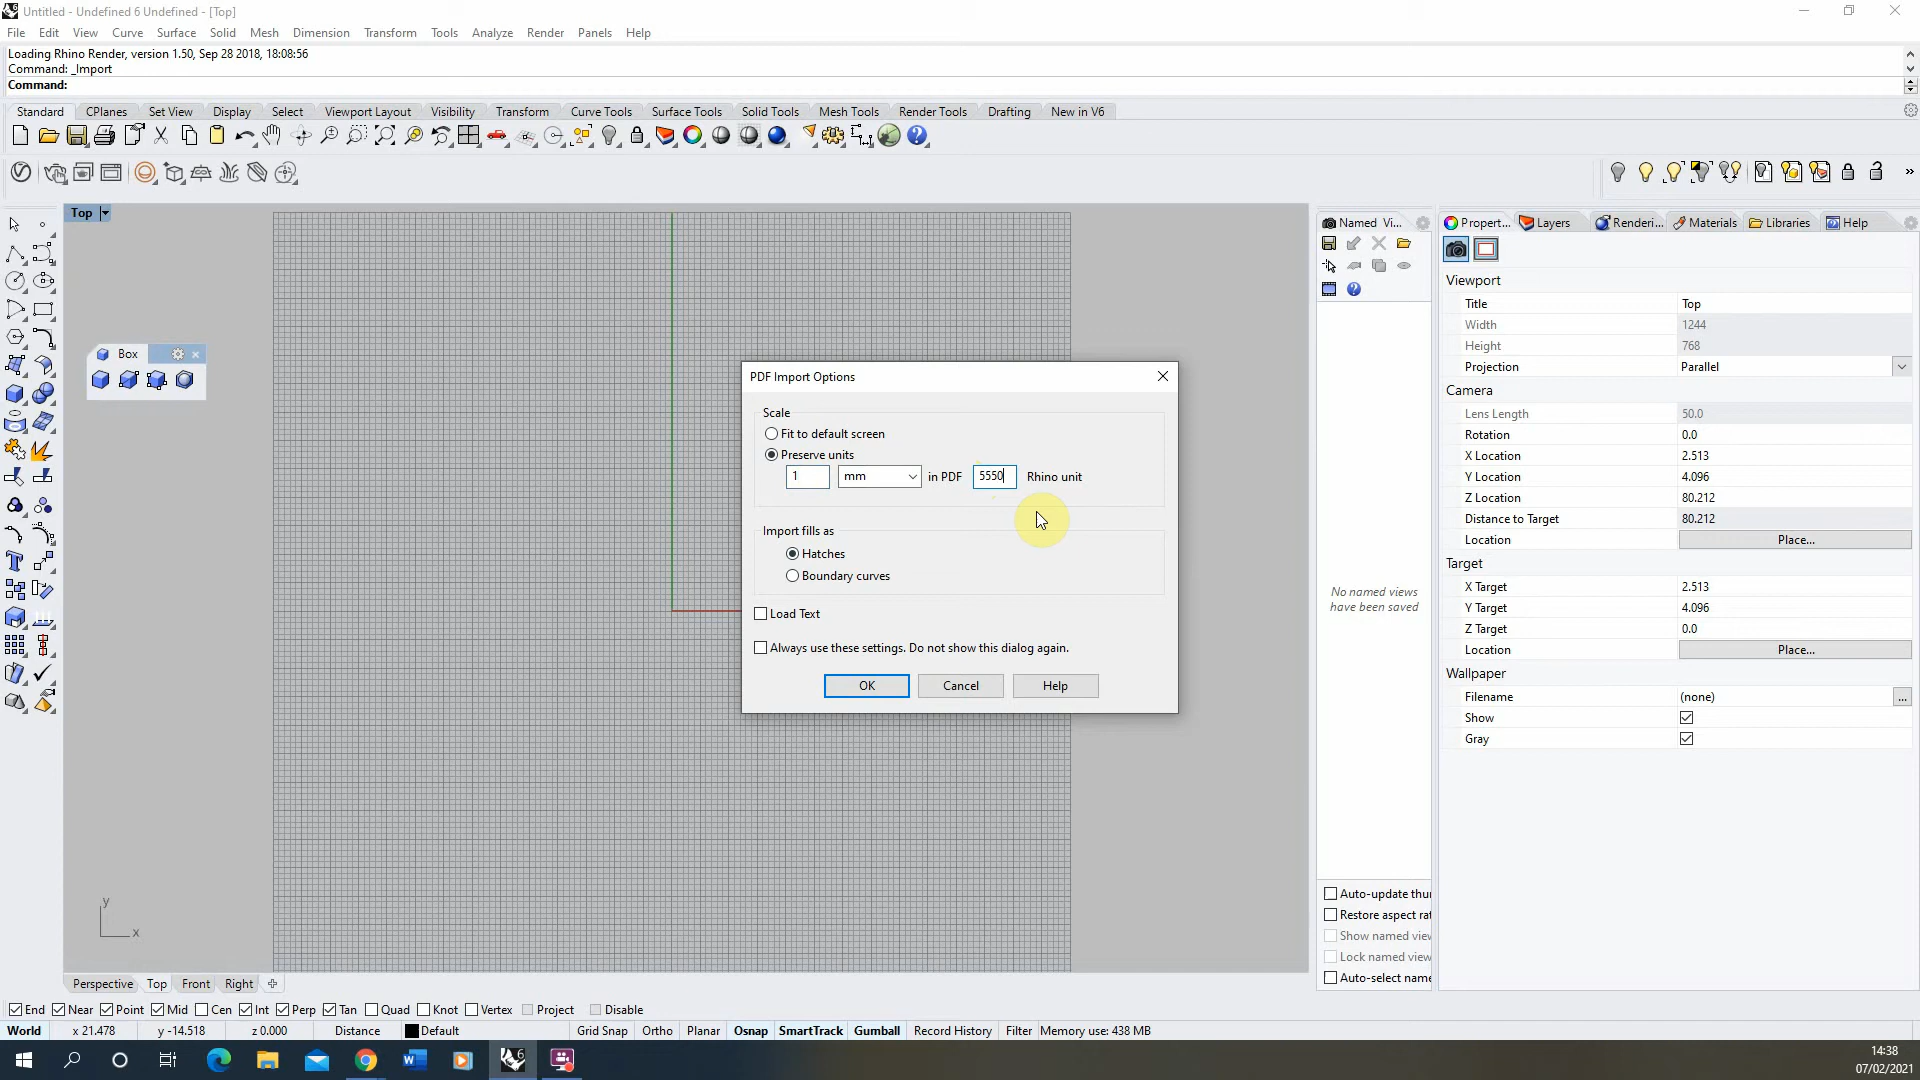 Untitled - Undefined 6 Undefined - [Top]
File Edit View Curve Surface Solid Mesh Dimension Transform Tools Analyze Render Panels Help
Loading Rhino Render, version 1.50, Sep 28 2018, 18:08:56
Command: _Import
Command:
Standard CPlanes Set View Display Select Viewport Layout Visibility Transform Curve Tools Surface Tools Solid Tools Mesh Tools Render Tools Drafting New in V6
Top
Named Vi... Propert... Layers Renderi... Materials Libraries Help
Viewport
Title Top
Width 1244
Height 768
Projection Parallel
Camera
Lens Length 50.0
Rotation 0.0
X Location 2.513
Y Location 4.096
Z Location 80.212
Distance to Target 80.212
Location Place...
Target
X Target 2.513
Y Target 4.096
Z Target 0.0
Location Place...
Wallpaper
Filename (none) ...
Show
Gray
Box
PDF Import Options
Scale
Fit to default screen
Preserve units
1 mm in PDF 5550 Rhino unit
Import fills as
Hatches
Boundary curves
Load Text
Always use these settings. Do not show this dialog again.
OK Cancel Help
No named views
have been saved
Auto-update thu
Restore aspect ra
Show named view
Lock named view
Auto-select name
y
x
Perspective Top Front Right
End Near Point Mid Cen Int Perp Tan Quad Knot Vertex Project Disable
World x 21.478 y -14.518 z 0.000 Distance Default Grid Snap Ortho Planar Osnap SmartTrack Gumball Record History Filter Memory use: 438 MB
14:38
07/02/2021